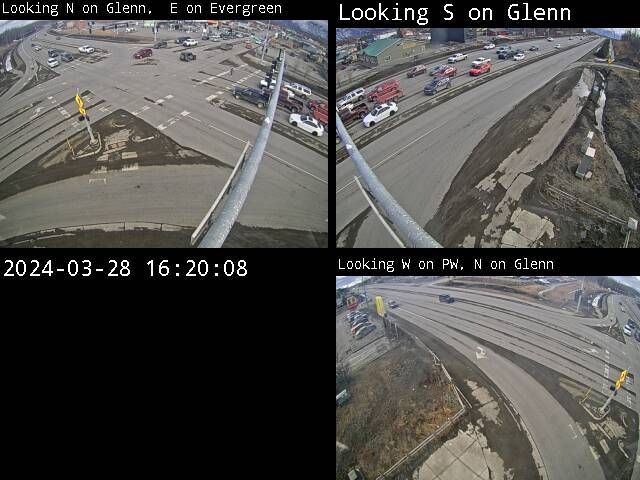 Looking N on Glenn, E on Evergreen
Looking S on Glenn
2024-03-28 16:20:08
Looking W on PW, N on Glenn